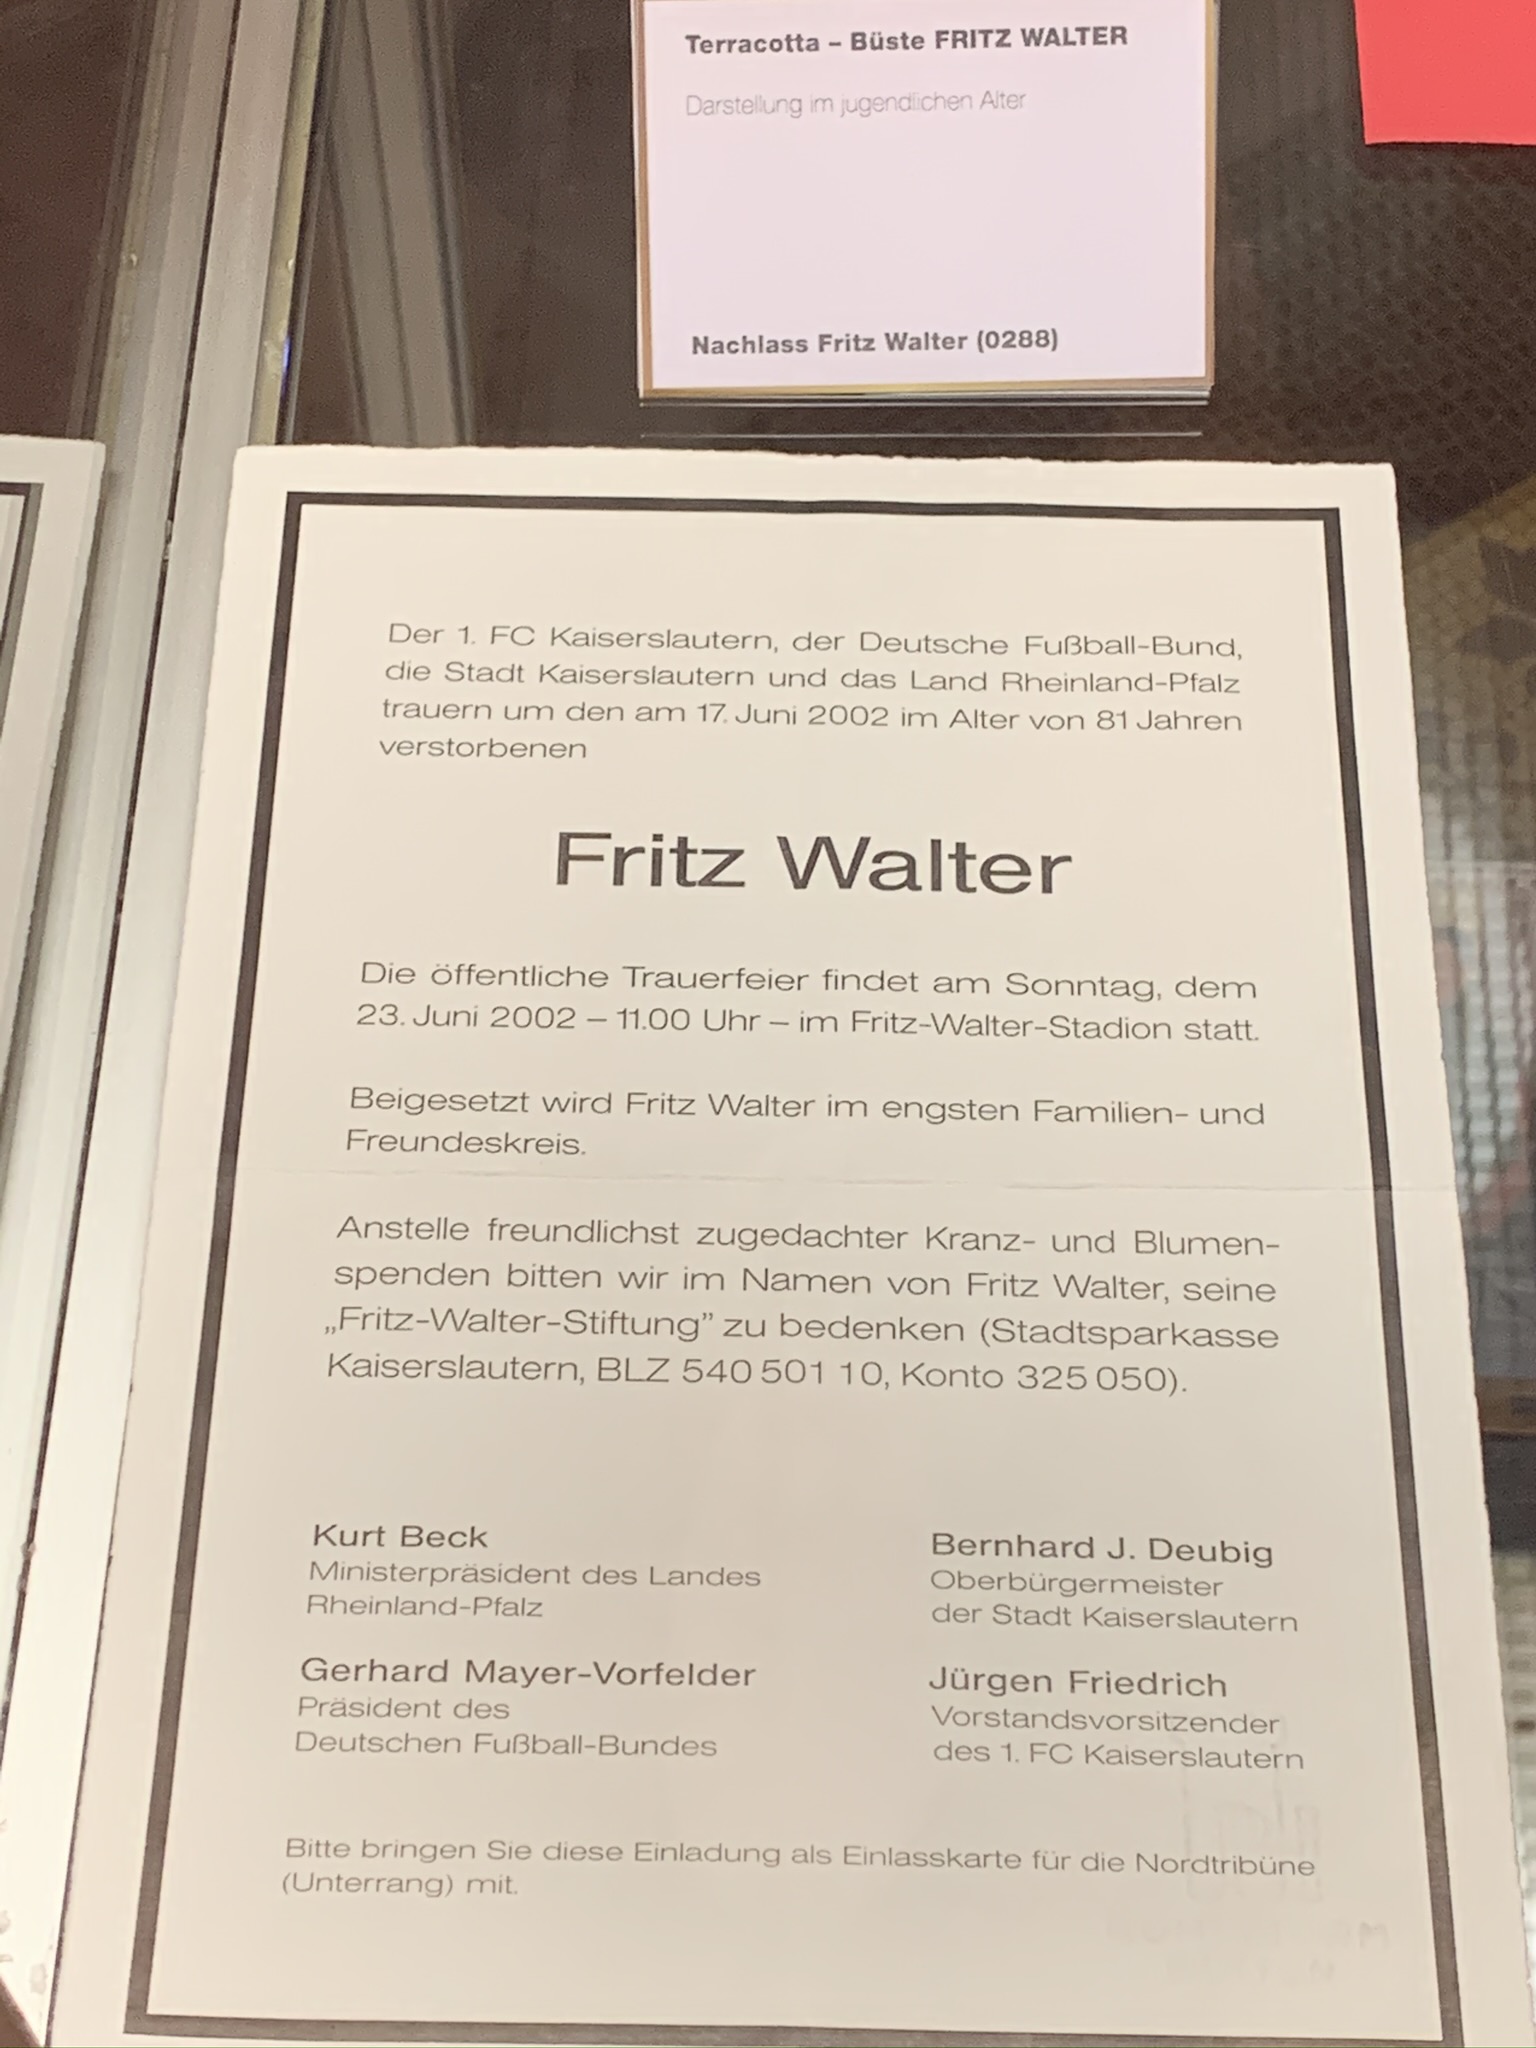 Terracotta – Büste FRITZ WALTER
Darstellung im jugendlichen Alter
Nachlass Fritz Walter (0288)
Der 1. FC Kaiserslautern, der Deutsche Fußball-Bund,
die Stadt Kaiserslautern und das Land Rheinland-Pfalz
trauern um den am 17. Juni 2002 im Alter von 81 Jahren
verstorbenen
Fritz Walter
Die öffentliche Trauerfeier findet am Sonntag, dem
23. Juni 2002 – 11.00 Uhr – im Fritz-Walter-Stadion statt.
Beigesetzt wird Fritz Walter im engsten Familien- und
Freundeskreis.
Anstelle freundlichst zugedachter Kranz- und Blumen-
spenden bitten wir im Namen von Fritz Walter, seine
„Fritz-Walter-Stiftung” zu bedenken (Stadtsparkasse
Kaiserslautern, BLZ 540 501 10, Konto 325 050).
Kurt Beck
Ministerpräsident des Landes
Rheinland-Pfalz
Bernhard J. Deubig
Oberbürgermeister
der Stadt Kaiserslautern
Gerhard Mayer-Vorfelder
Präsident des
Deutschen Fußball-Bundes
Jürgen Friedrich
Vorstandsvorsitzender
des 1. FC Kaiserslautern
Bitte bringen Sie diese Einladung als Einlasskarte für die Nordtribüne
(Unterrang) mit.